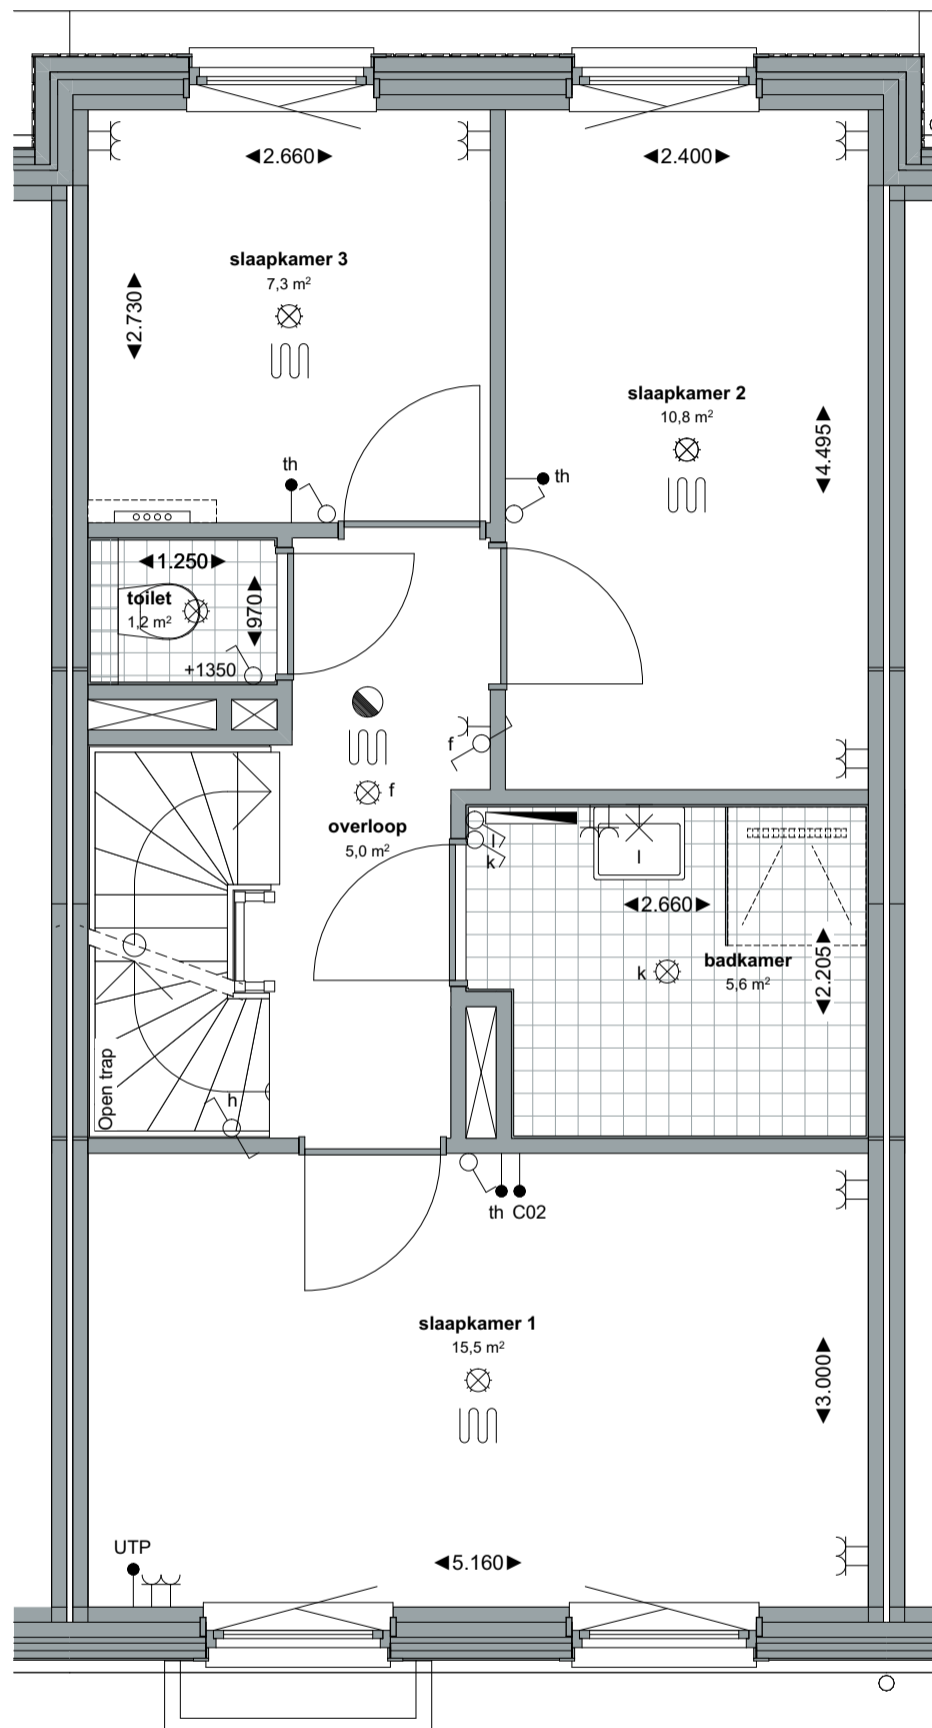 2.660
2.400
slaapkamer 3
7,3 m²
2.730
slaapkamer 2
10,8 m²
4.495
th
th
1.250
toilet
1,2 m²
970
+1350
f
f
overloop
5,0 m²
l
k
l
2.660
badkamer
5,6 m²
k
2.205
Open trap
h
th C02
slaapkamer 1
15,5 m²
3.000
UTP
5.160